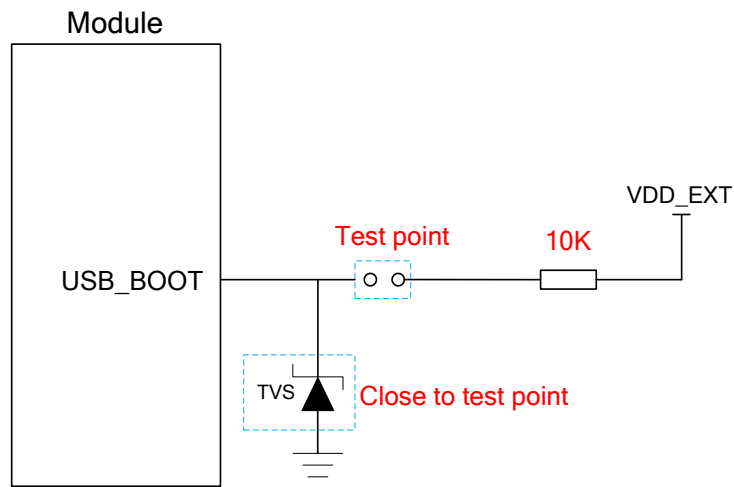 Module
VDD_EXT
Test point
10K
USB_BOOT
TVS
Close to test point